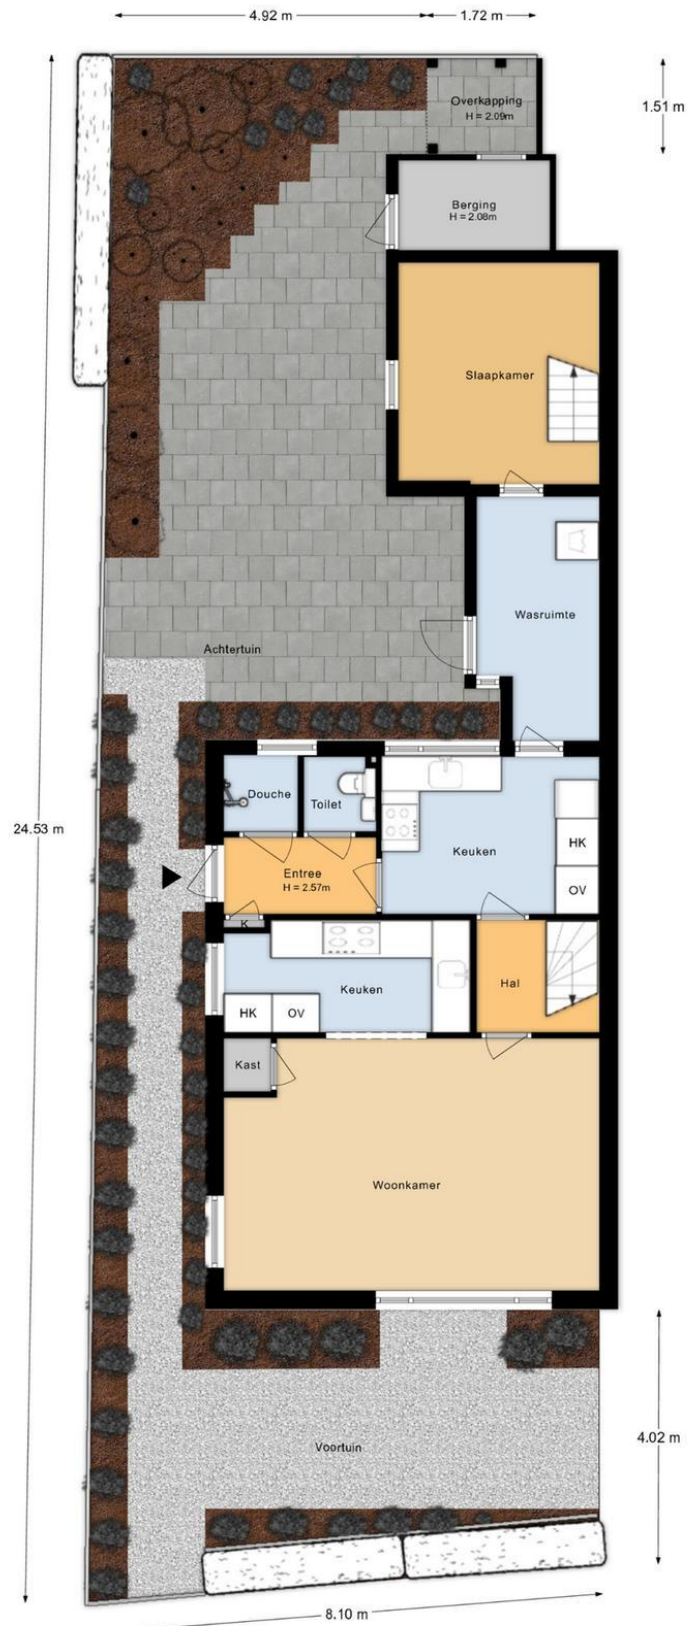 4.92 m
1.72 m
Overkapping
H = 2.09m
1.51 m
Berging
H = 2.08m
Slaapkamer
Wasruimte
Achtertuin
24.53 m
Douche
Toilet
Keuken
HK
OV
Entree
H = 2.57m
K
Keuken
HK
OV
Hal
Kast
Woonkamer
Voortuin
4.02 m
8.10 m